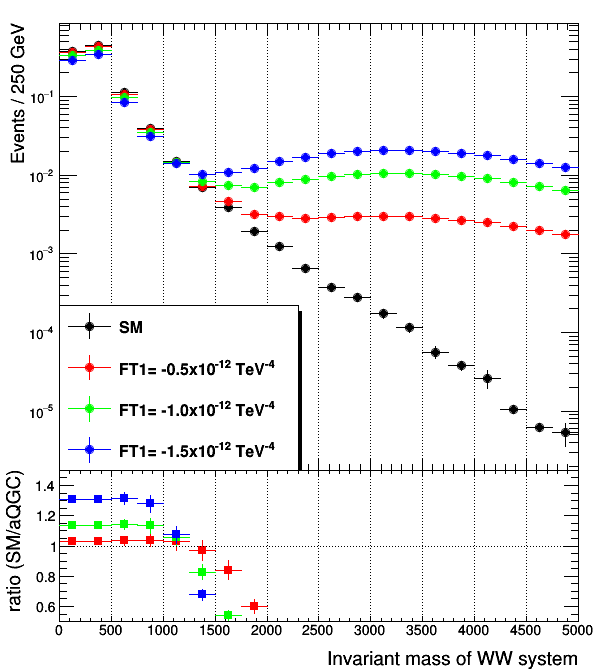 Events / 250 GeV
10⁻¹
10⁻²
10⁻³
10⁻⁴
10⁻⁵
SM
FT1= -0.5x10⁻¹² TeV⁻⁴
FT1= -1.0x10⁻¹² TeV⁻⁴
FT1= -1.5x10⁻¹² TeV⁻⁴
ratio (SM/aQGC)
1.4
1.2
1
0.8
0.6
0 500 1000 1500 2000 2500 3000 3500 4000 4500 5000
Invariant mass of WW system